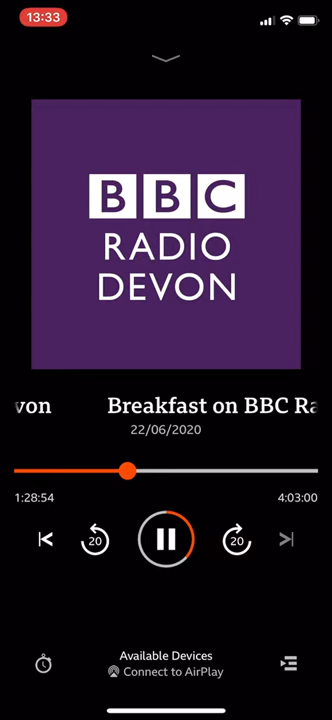 13:33
BBC
RADIO
DEVON
von Breakfast on BBC Ra
22/06/2020
1:28:54 4:03:00
20 20
Available Devices
Connect to AirPlay